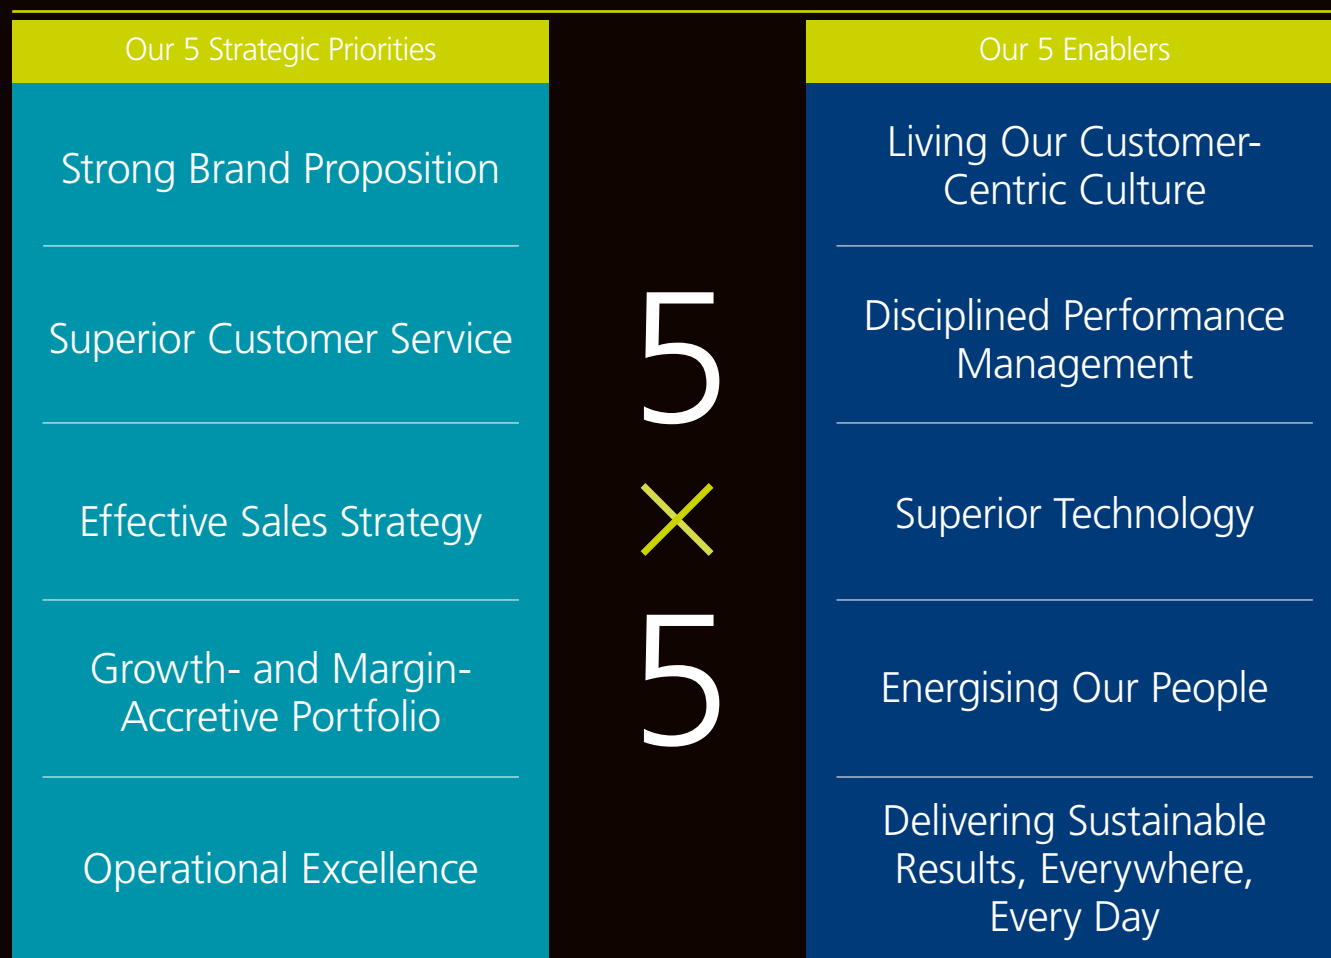 Our 5 Strategic Priorities
Strong Brand Proposition
Superior Customer Service
Effective Sales Strategy
Growth- and Margin-
Accretive Portfolio
Operational Excellence
5
×
5
Our 5 Enablers
Living Our Customer-
Centric Culture
Disciplined Performance
Management
Superior Technology
Energising Our People
Delivering Sustainable
Results, Everywhere,
Every Day